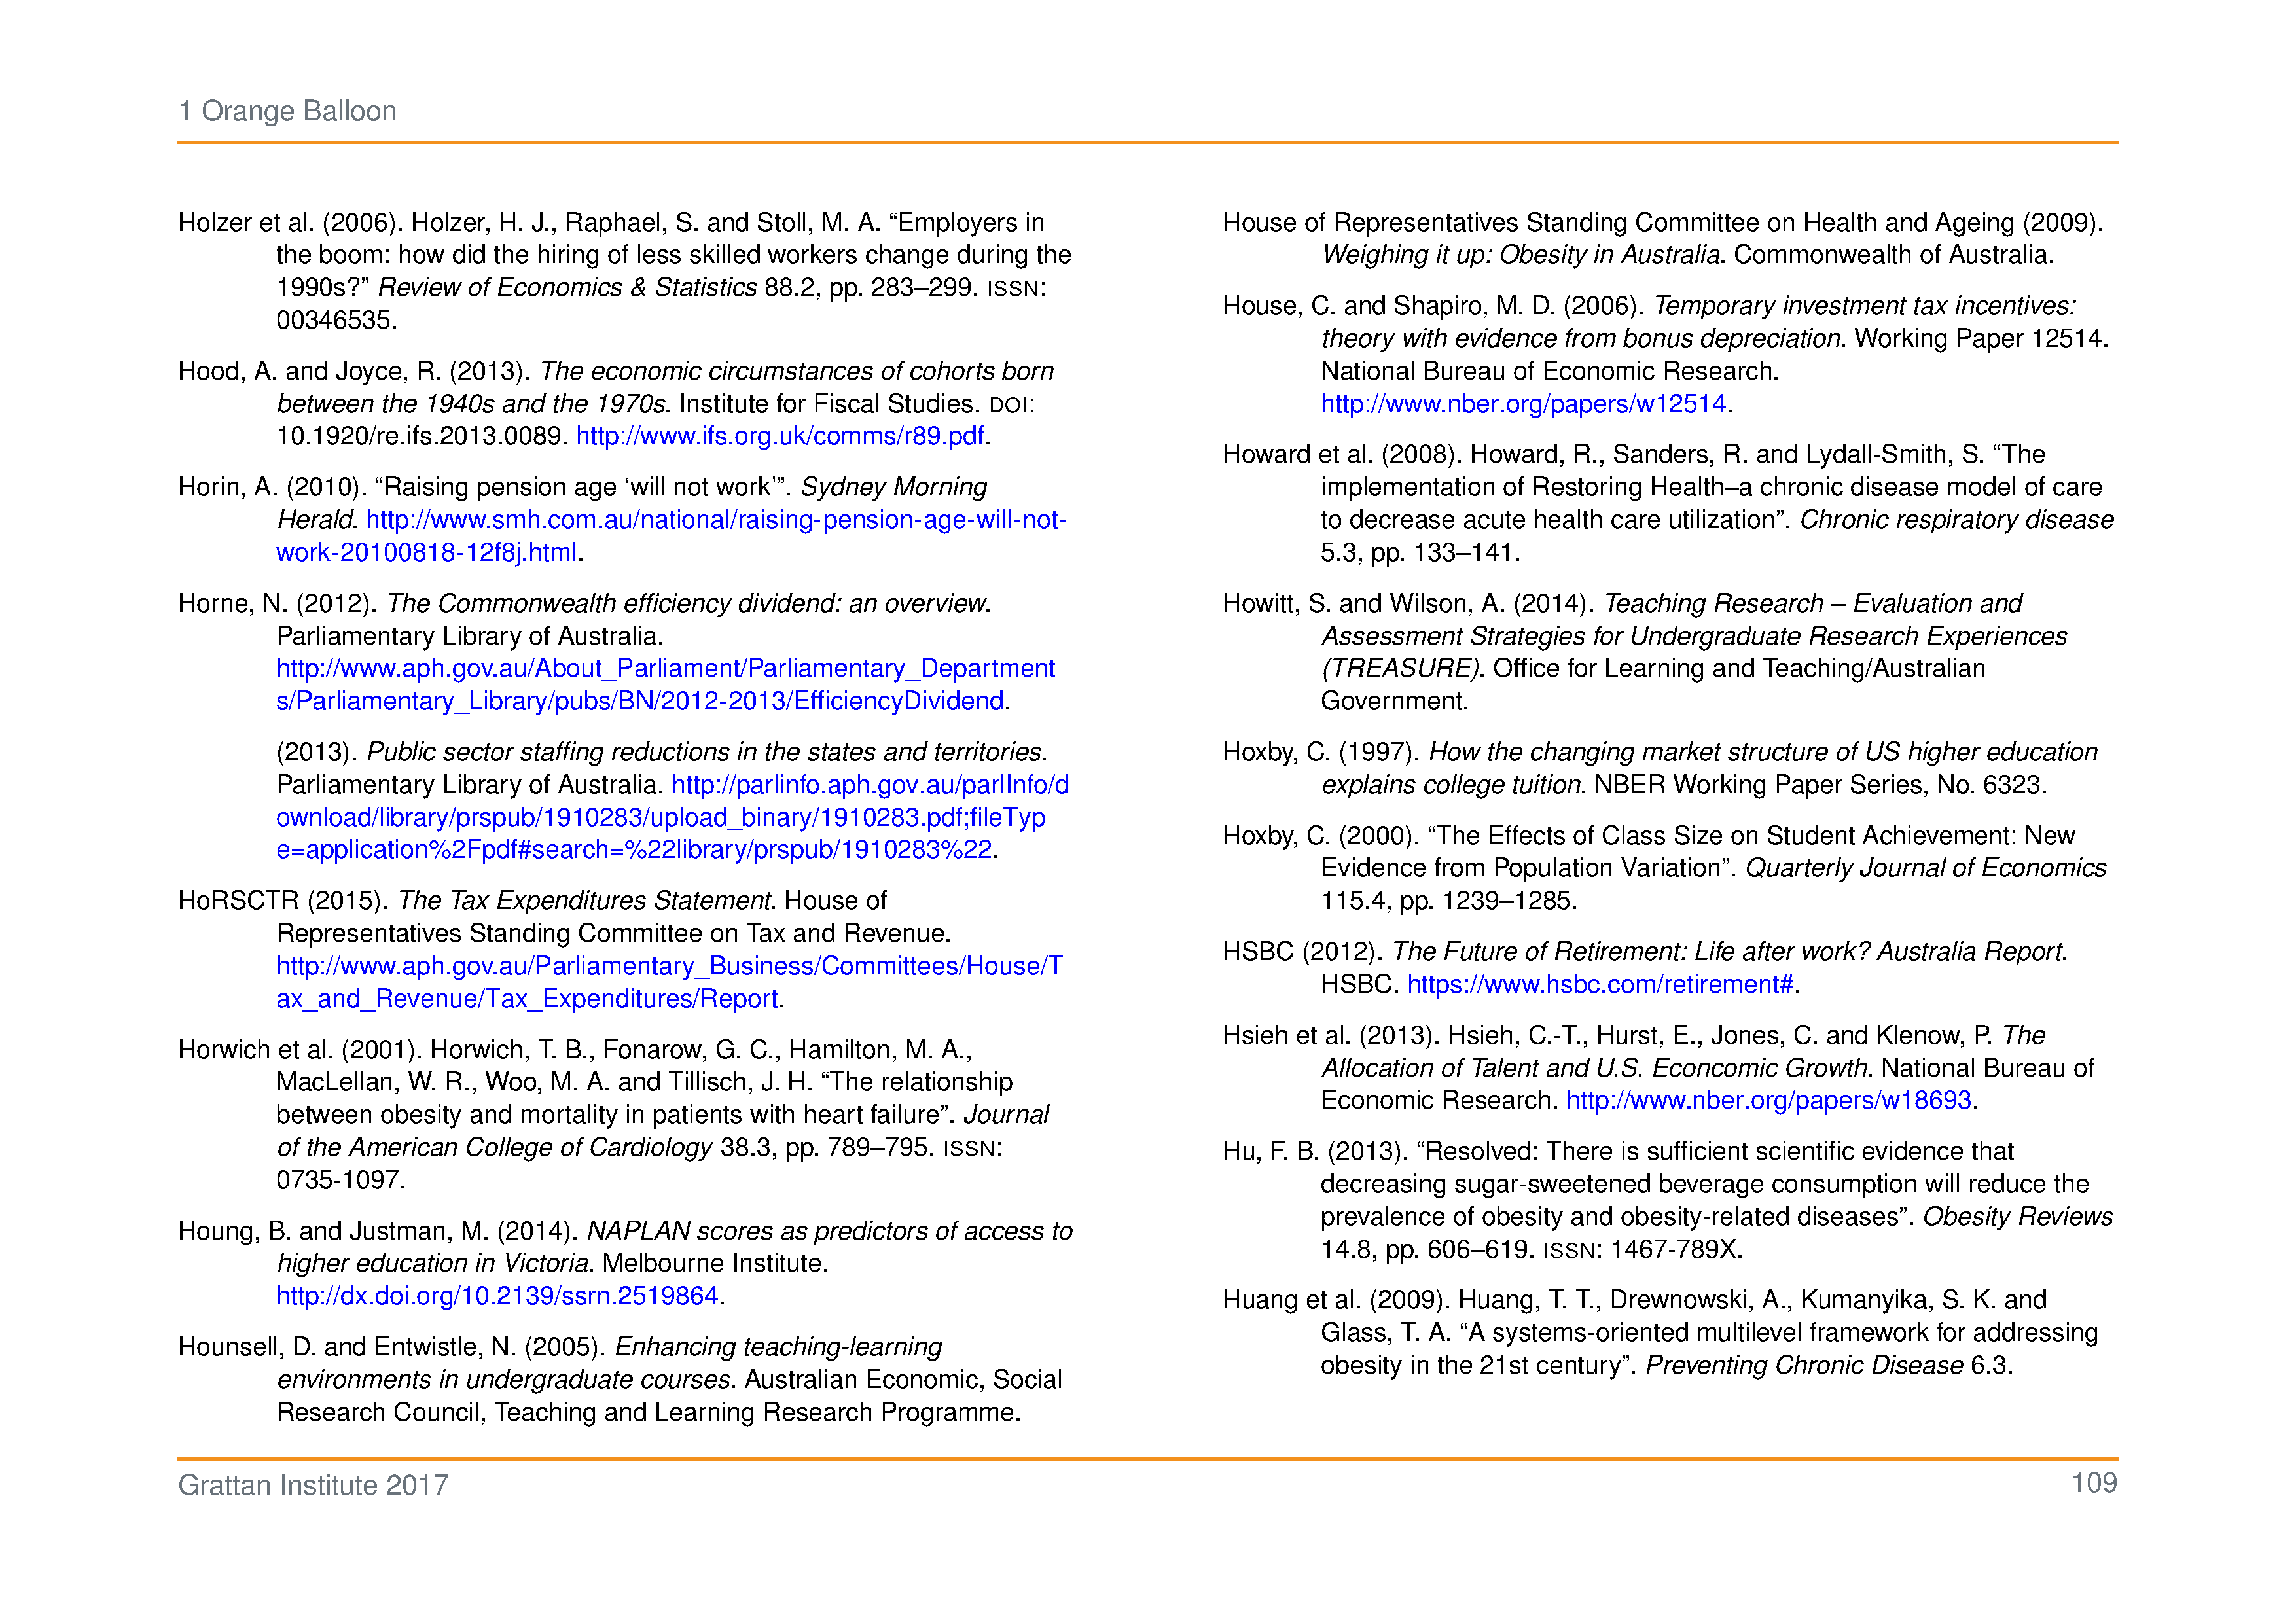 1 Orange Balloon
Holzer et al. (2006). Holzer, H. J., Raphael, S. and Stoll, M. A. “Employers in
the boom: how did the hiring of less skilled workers change during the
1990s?” Review of Economics & Statistics 88.2, pp. 283–299. ISSN:
00346535.
Hood, A. and Joyce, R. (2013). The economic circumstances of cohorts born
between the 1940s and the 1970s. Institute for Fiscal Studies. DOI:
10.1920/re.ifs.2013.0089. http://www.ifs.org.uk/comms/r89.pdf.
Horin, A. (2010). “Raising pension age ‘will not work’”. Sydney Morning
Herald. http://www.smh.com.au/national/raising-pension-age-will-not-
work-20100818-12f8j.html.
Horne, N. (2012). The Commonwealth efficiency dividend: an overview.
Parliamentary Library of Australia.
http://www.aph.gov.au/About_Parliament/Parliamentary_Department
s/Parliamentary_Library/pubs/BN/2012-2013/EfficiencyDividend.
(2013). Public sector staffing reductions in the states and territories.
Parliamentary Library of Australia. http://parlinfo.aph.gov.au/parlInfo/d
ownload/library/prspub/1910283/upload_binary/1910283.pdf;fileTyp
e=application%2Fpdf#search=%22library/prspub/1910283%22.
HoRSCTR (2015). The Tax Expenditures Statement. House of
Representatives Standing Committee on Tax and Revenue.
http://www.aph.gov.au/Parliamentary_Business/Committees/House/T
ax_and_Revenue/Tax_Expenditures/Report.
Horwich et al. (2001). Horwich, T. B., Fonarow, G. C., Hamilton, M. A.,
MacLellan, W. R., Woo, M. A. and Tillisch, J. H. “The relationship
between obesity and mortality in patients with heart failure”. Journal
of the American College of Cardiology 38.3, pp. 789–795. ISSN:
0735-1097.
Houng, B. and Justman, M. (2014). NAPLAN scores as predictors of access to
higher education in Victoria. Melbourne Institute.
http://dx.doi.org/10.2139/ssrn.2519864.
Hounsell, D. and Entwistle, N. (2005). Enhancing teaching-learning
environments in undergraduate courses. Australian Economic, Social
Research Council, Teaching and Learning Research Programme.
House of Representatives Standing Committee on Health and Ageing (2009).
Weighing it up: Obesity in Australia. Commonwealth of Australia.
House, C. and Shapiro, M. D. (2006). Temporary investment tax incentives:
theory with evidence from bonus depreciation. Working Paper 12514.
National Bureau of Economic Research.
http://www.nber.org/papers/w12514.
Howard et al. (2008). Howard, R., Sanders, R. and Lydall-Smith, S. “The
implementation of Restoring Health–a chronic disease model of care
to decrease acute health care utilization”. Chronic respiratory disease
5.3, pp. 133–141.
Howitt, S. and Wilson, A. (2014). Teaching Research – Evaluation and
Assessment Strategies for Undergraduate Research Experiences
(TREASURE). Office for Learning and Teaching/Australian
Government.
Hoxby, C. (1997). How the changing market structure of US higher education
explains college tuition. NBER Working Paper Series, No. 6323.
Hoxby, C. (2000). “The Effects of Class Size on Student Achievement: New
Evidence from Population Variation”. Quarterly Journal of Economics
115.4, pp. 1239–1285.
HSBC (2012). The Future of Retirement: Life after work? Australia Report.
HSBC. https://www.hsbc.com/retirement#.
Hsieh et al. (2013). Hsieh, C.-T., Hurst, E., Jones, C. and Klenow, P. The
Allocation of Talent and U.S. Econcomic Growth. National Bureau of
Economic Research. http://www.nber.org/papers/w18693.
Hu, F. B. (2013). “Resolved: There is sufficient scientific evidence that
decreasing sugar-sweetened beverage consumption will reduce the
prevalence of obesity and obesity-related diseases”. Obesity Reviews
14.8, pp. 606–619. ISSN: 1467-789X.
Huang et al. (2009). Huang, T. T., Drewnowski, A., Kumanyika, S. K. and
Glass, T. A. “A systems-oriented multilevel framework for addressing
obesity in the 21st century”. Preventing Chronic Disease 6.3.
Grattan Institute 2017
109